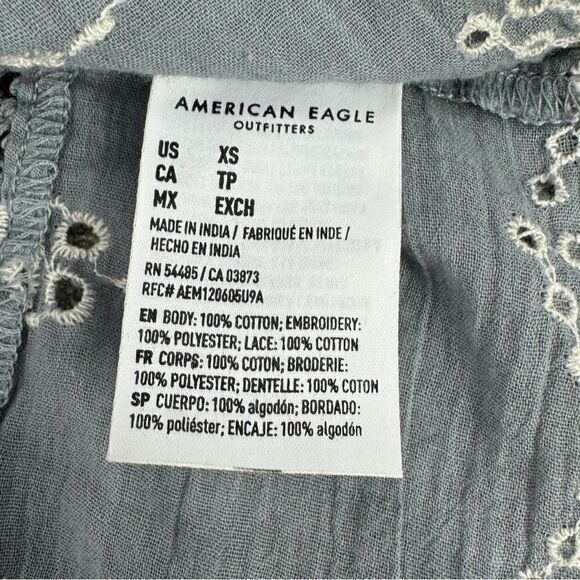 AMERICAN EAGLE
OUTFITTERS
US XS
CA TP
MX EXCH
MADE IN INDIA / FABRIQUÉ EN INDE /
HECHO EN INDIA
RN 54485 / CA 03873
RFC# AEM120605U9A
EN BODY: 100% COTTON; EMBROIDERY:
100% POLYESTER; LACE: 100% COTTON
FR CORPS: 100% COTON; BRODERIE:
100% POLYESTER; DENTELLE: 100% COTON
SP CUERPO: 100% algodón; BORDADO:
100% poliéster; ENCAJE: 100% algodón